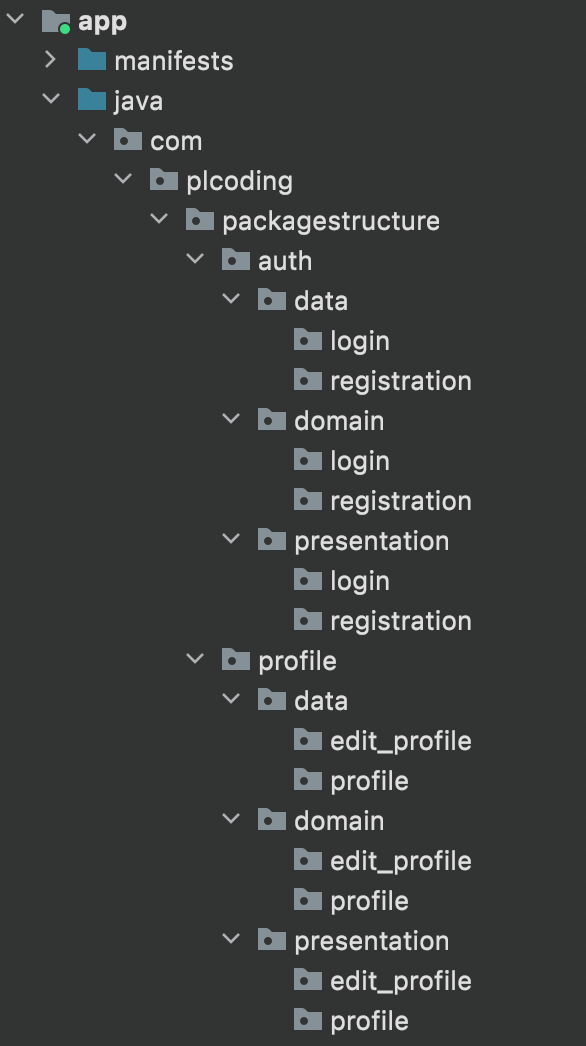 app
manifests
java
com
plcoding
packagestructure
auth
data
login
registration
domain
login
registration
presentation
login
registration
profile
data
edit_profile
profile
domain
edit_profile
profile
presentation
edit_profile
profile